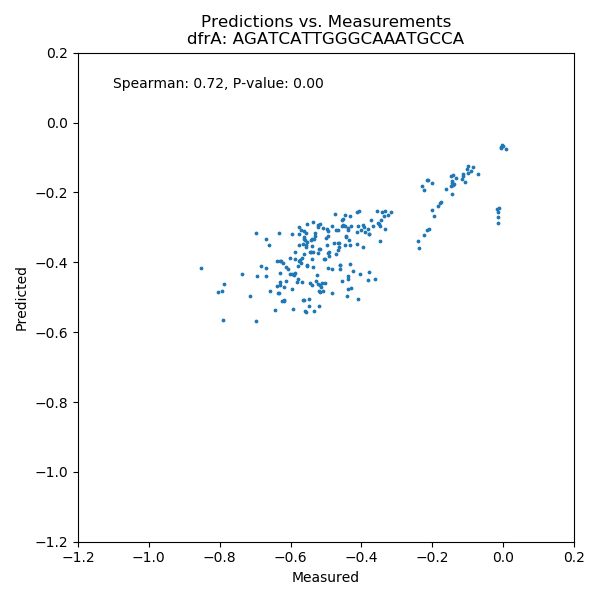 Predictions vs. Measurements
dfrA: AGATCATTGGGCAAATGCCA
Spearman: 0.72, P-value: 0.00
0.2
0.0
−0.2
−0.4
−0.6
−0.8
−1.0
−1.2
Predicted
−1.2 −1.0 −0.8 −0.6 −0.4 −0.2 0.0 0.2
Measured